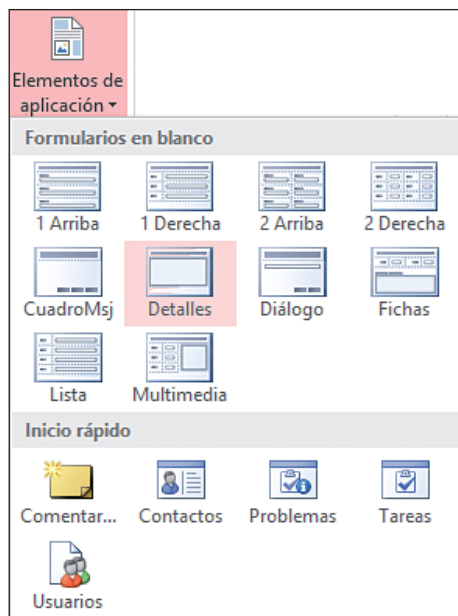 Elementos de
aplicación
Formularios en blanco
1 Arriba
1 Derecha
2 Arriba
2 Derecha
CuadroMsj
Detalles
Diálogo
Fichas
Lista
Multimedia
Inicio rápido
Comentar...
Contactos
Problemas
Tareas
Usuarios